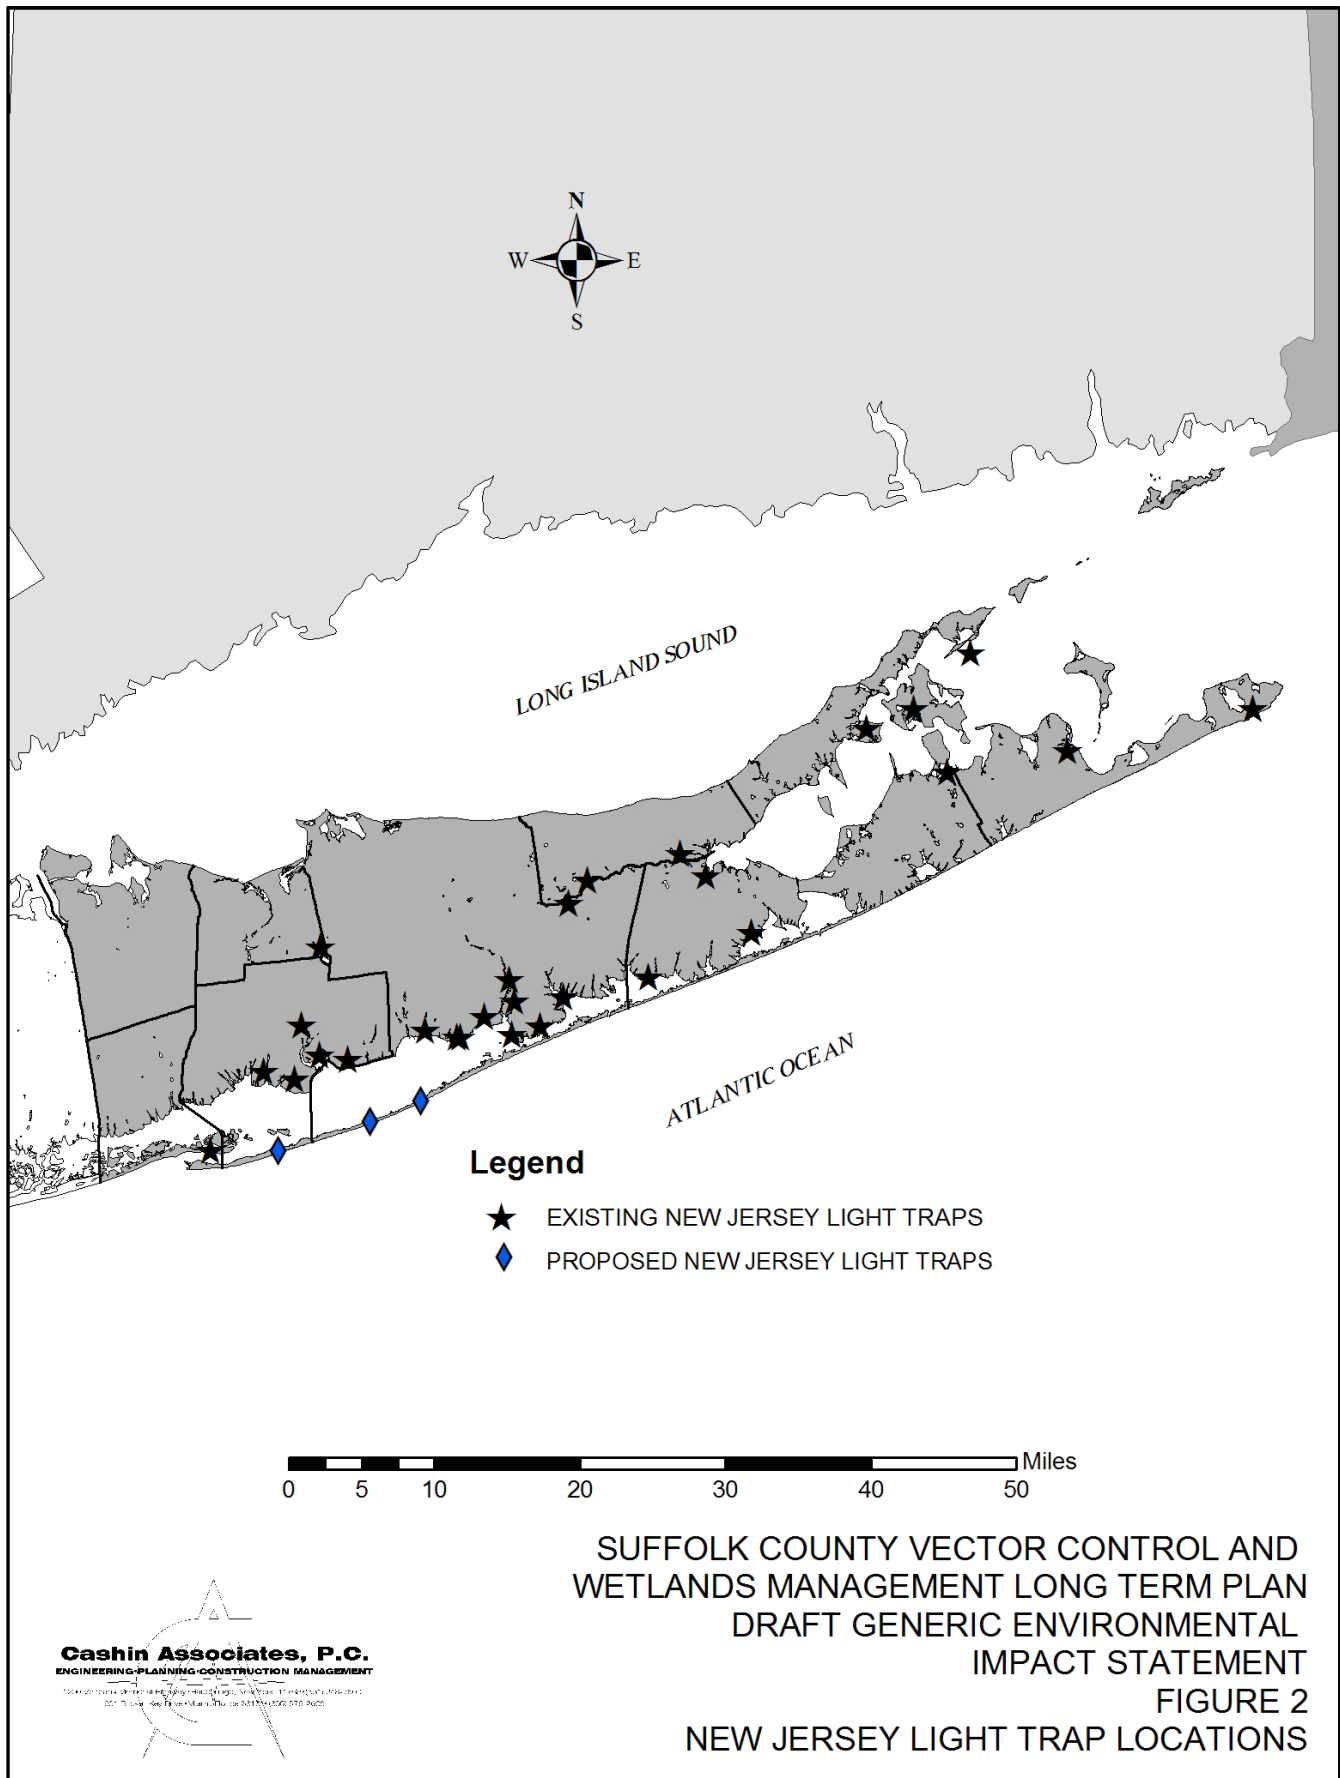 N
W E
S
LONG ISLAND SOUND
ATLANTIC OCEAN
Legend
EXISTING NEW JERSEY LIGHT TRAPS
PROPOSED NEW JERSEY LIGHT TRAPS
Miles
0 5 10 20 30 40 50
SUFFOLK COUNTY VECTOR CONTROL AND
WETLANDS MANAGEMENT LONG TERM PLAN
DRAFT GENERIC ENVIRONMENTAL
IMPACT STATEMENT
FIGURE 2
NEW JERSEY LIGHT TRAP LOCATIONS
Cashin Associates, P.C.
ENGINEERING•PLANNING•CONSTRUCTION MANAGEMENT